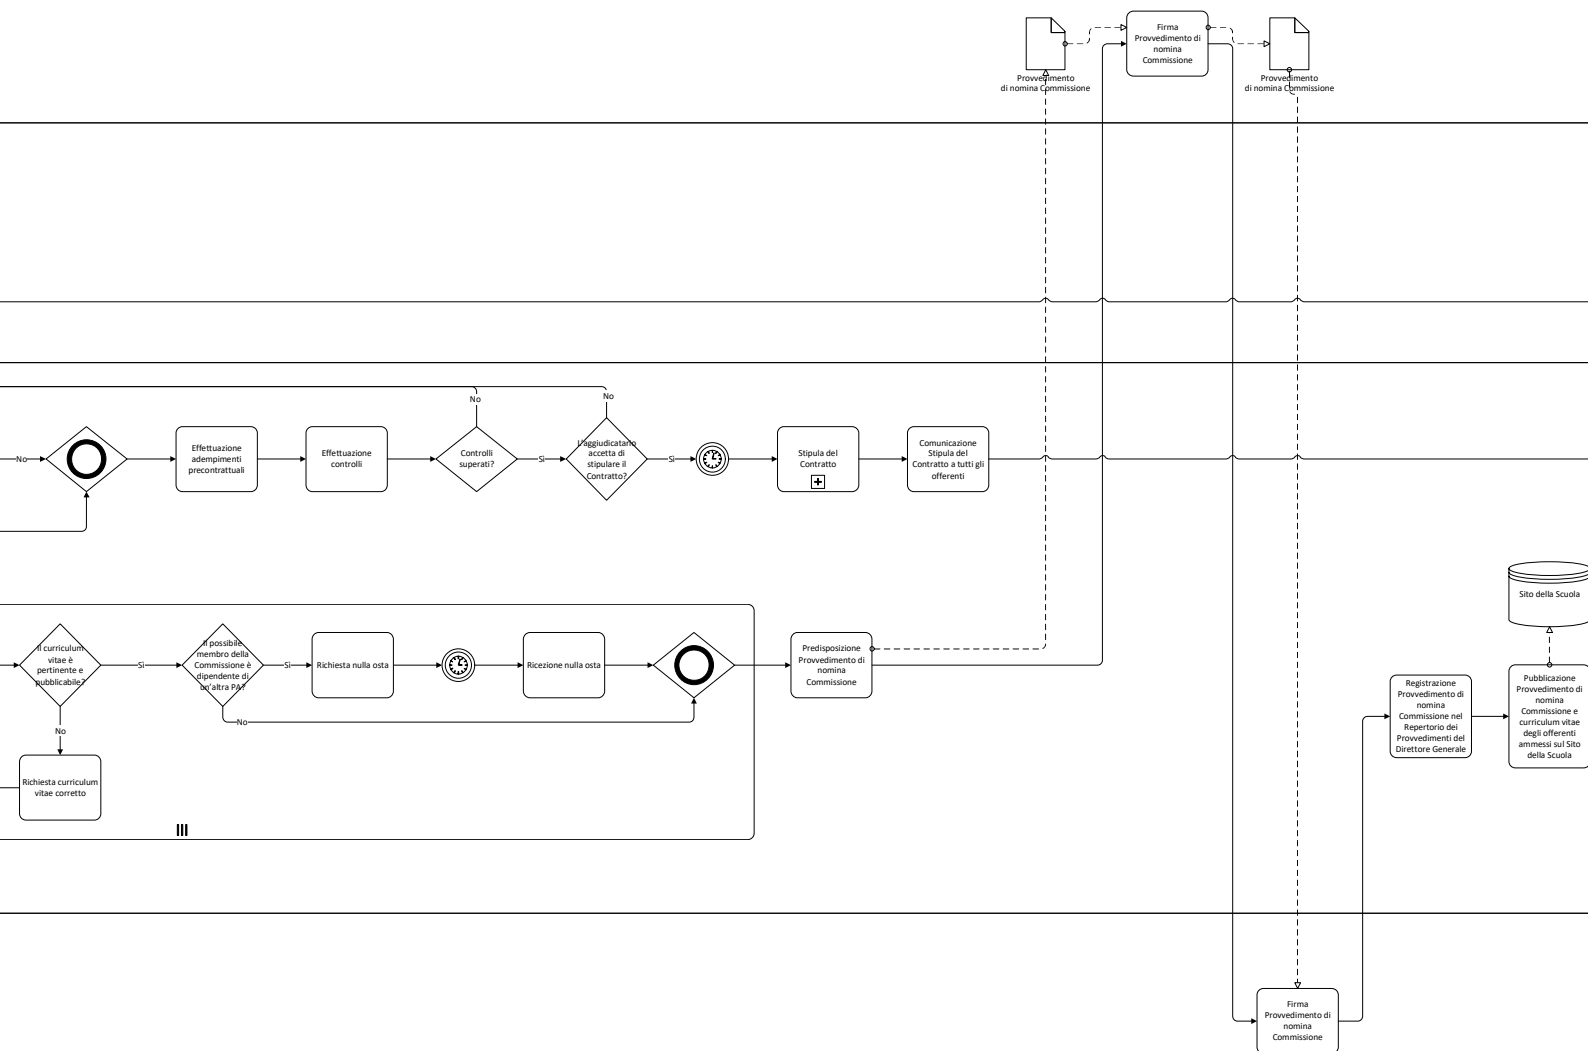 Firma
Provvedimento di
nomina
Commissione
Provvedimento
di nomina Commissione
Provvedimento
di nomina Commissione
No
No
No
Effettuazione
adempimenti
precontrattuali
Effettuazione
controlli
Controlli
superati?
Sì
L'aggiudicatario
accetta di
stipulare il
Contratto?
Sì
Stipula del
Contratto
Comunicazione
Stipula del
Contratto a tutti gli
offerenti
Sito della Scuola
Il curriculum
vitae è
pertinente e
pubblicabile?
Sì
Il possibile
membro della
Commissione è
dipendente di
un'altra PA?
Sì
Richiesta nulla osta
Ricezione nulla osta
Predisposizione
Provvedimento di
nomina
Commissione
No
No
Richiesta curriculum
vitae corretto
Registrazione
Provvedimento di
nomina
Commissione nel
Repertorio dei
Provvedimenti del
Direttore Generale
Pubblicazione
Provvedimento di
nomina
Commissione e
curriculum vitae
degli offerenti
ammessi sul Sito
della Scuola
Firma
Provvedimento di
nomina
Commissione